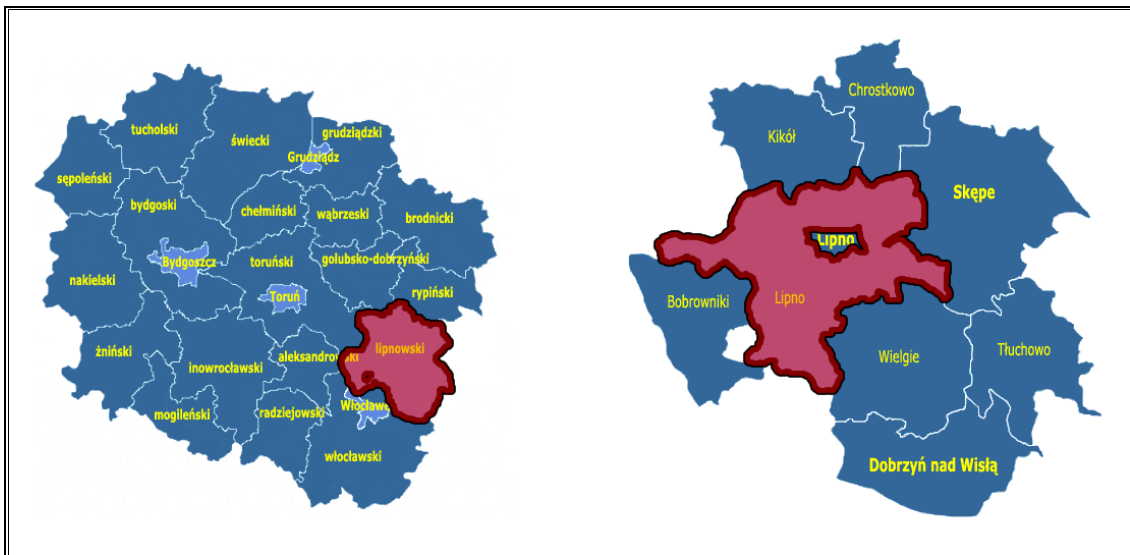 tucholski
świecki
grudziądzki
Grudziądz
sępoleński
bydgoski
chełmiński
wąbrzeski
brodnicki
Bydgoszcz
toruński
golubsko-dobrzyński
nakielski
Toruń
rypiński
żniński
inowrocławski
aleksandrowski
lipnowski
mogileński
radziejowski
Włocławe
włocławski
Chrostkowo
Kikół
Skępe
Lipno
Bobrowniki
Lipno
Wielgie
Tłuchowo
Dobrzyń nad Wisłą